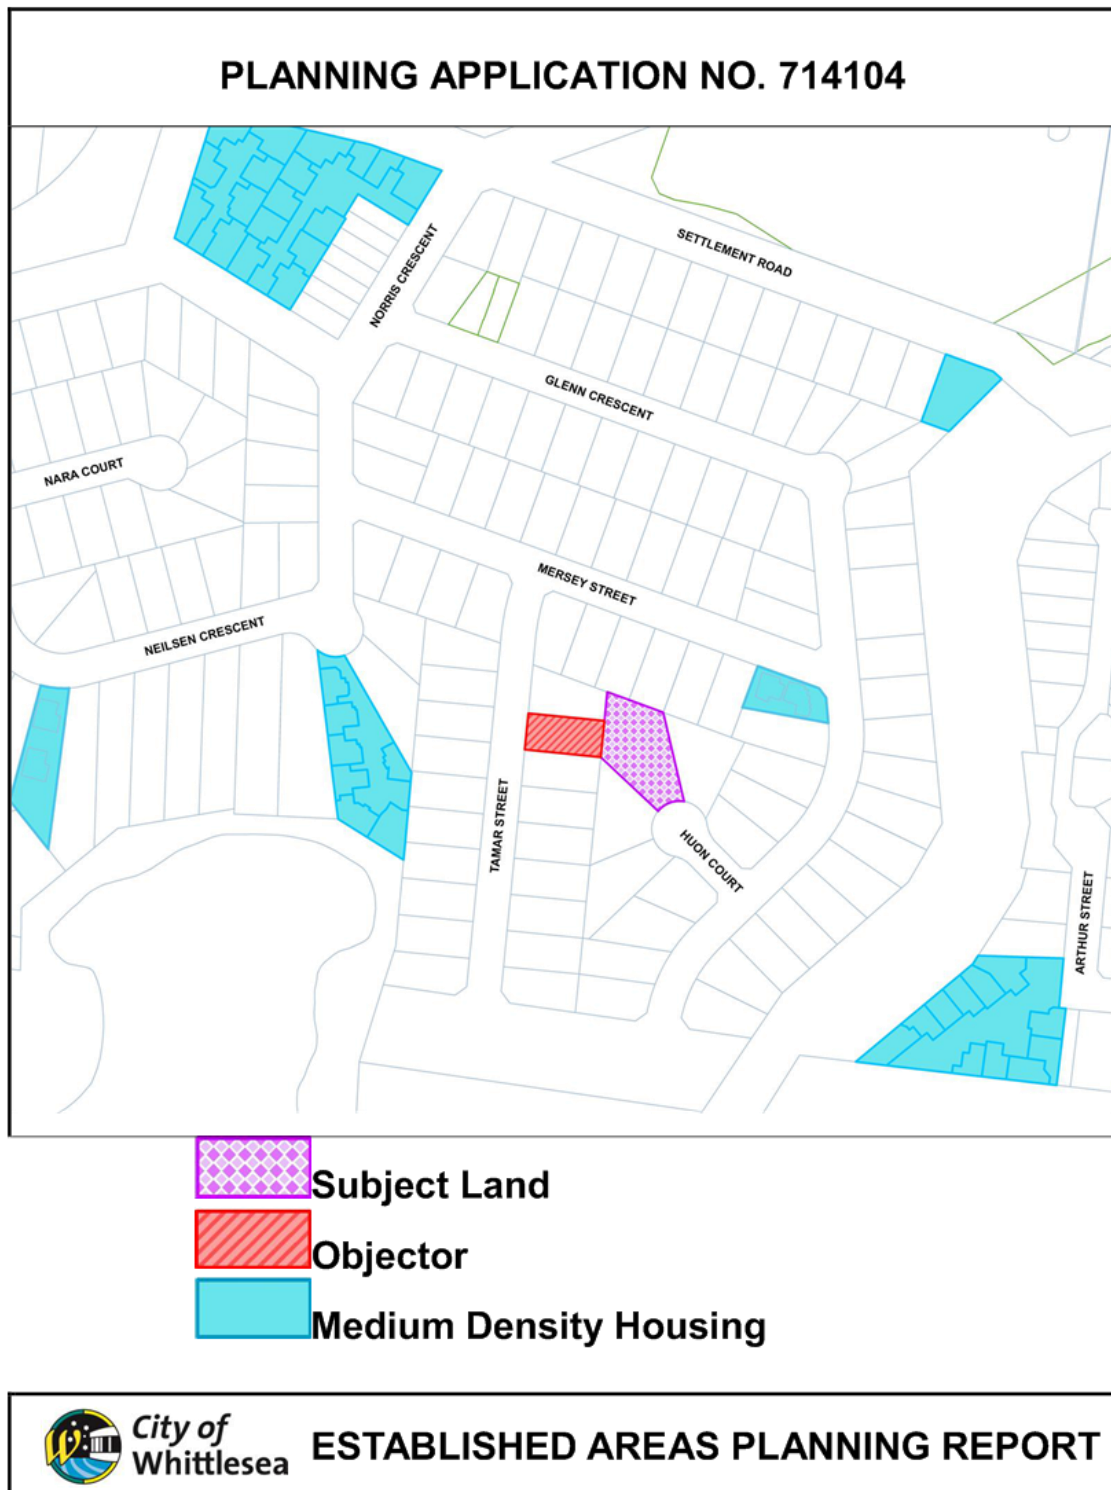 PLANNING APPLICATION NO. 714104
SETTLEMENT ROAD
NORRIS CRESCENT
GLENN CRESCENT
NARA COURT
MERSEY STREET
NEILSEN CRESCENT
TAMAR STREET
HUON COURT
ARTHUR STREET
Subject Land
Objector
Medium Density Housing
City of
Whittlesea
ESTABLISHED AREAS PLANNING REPORT